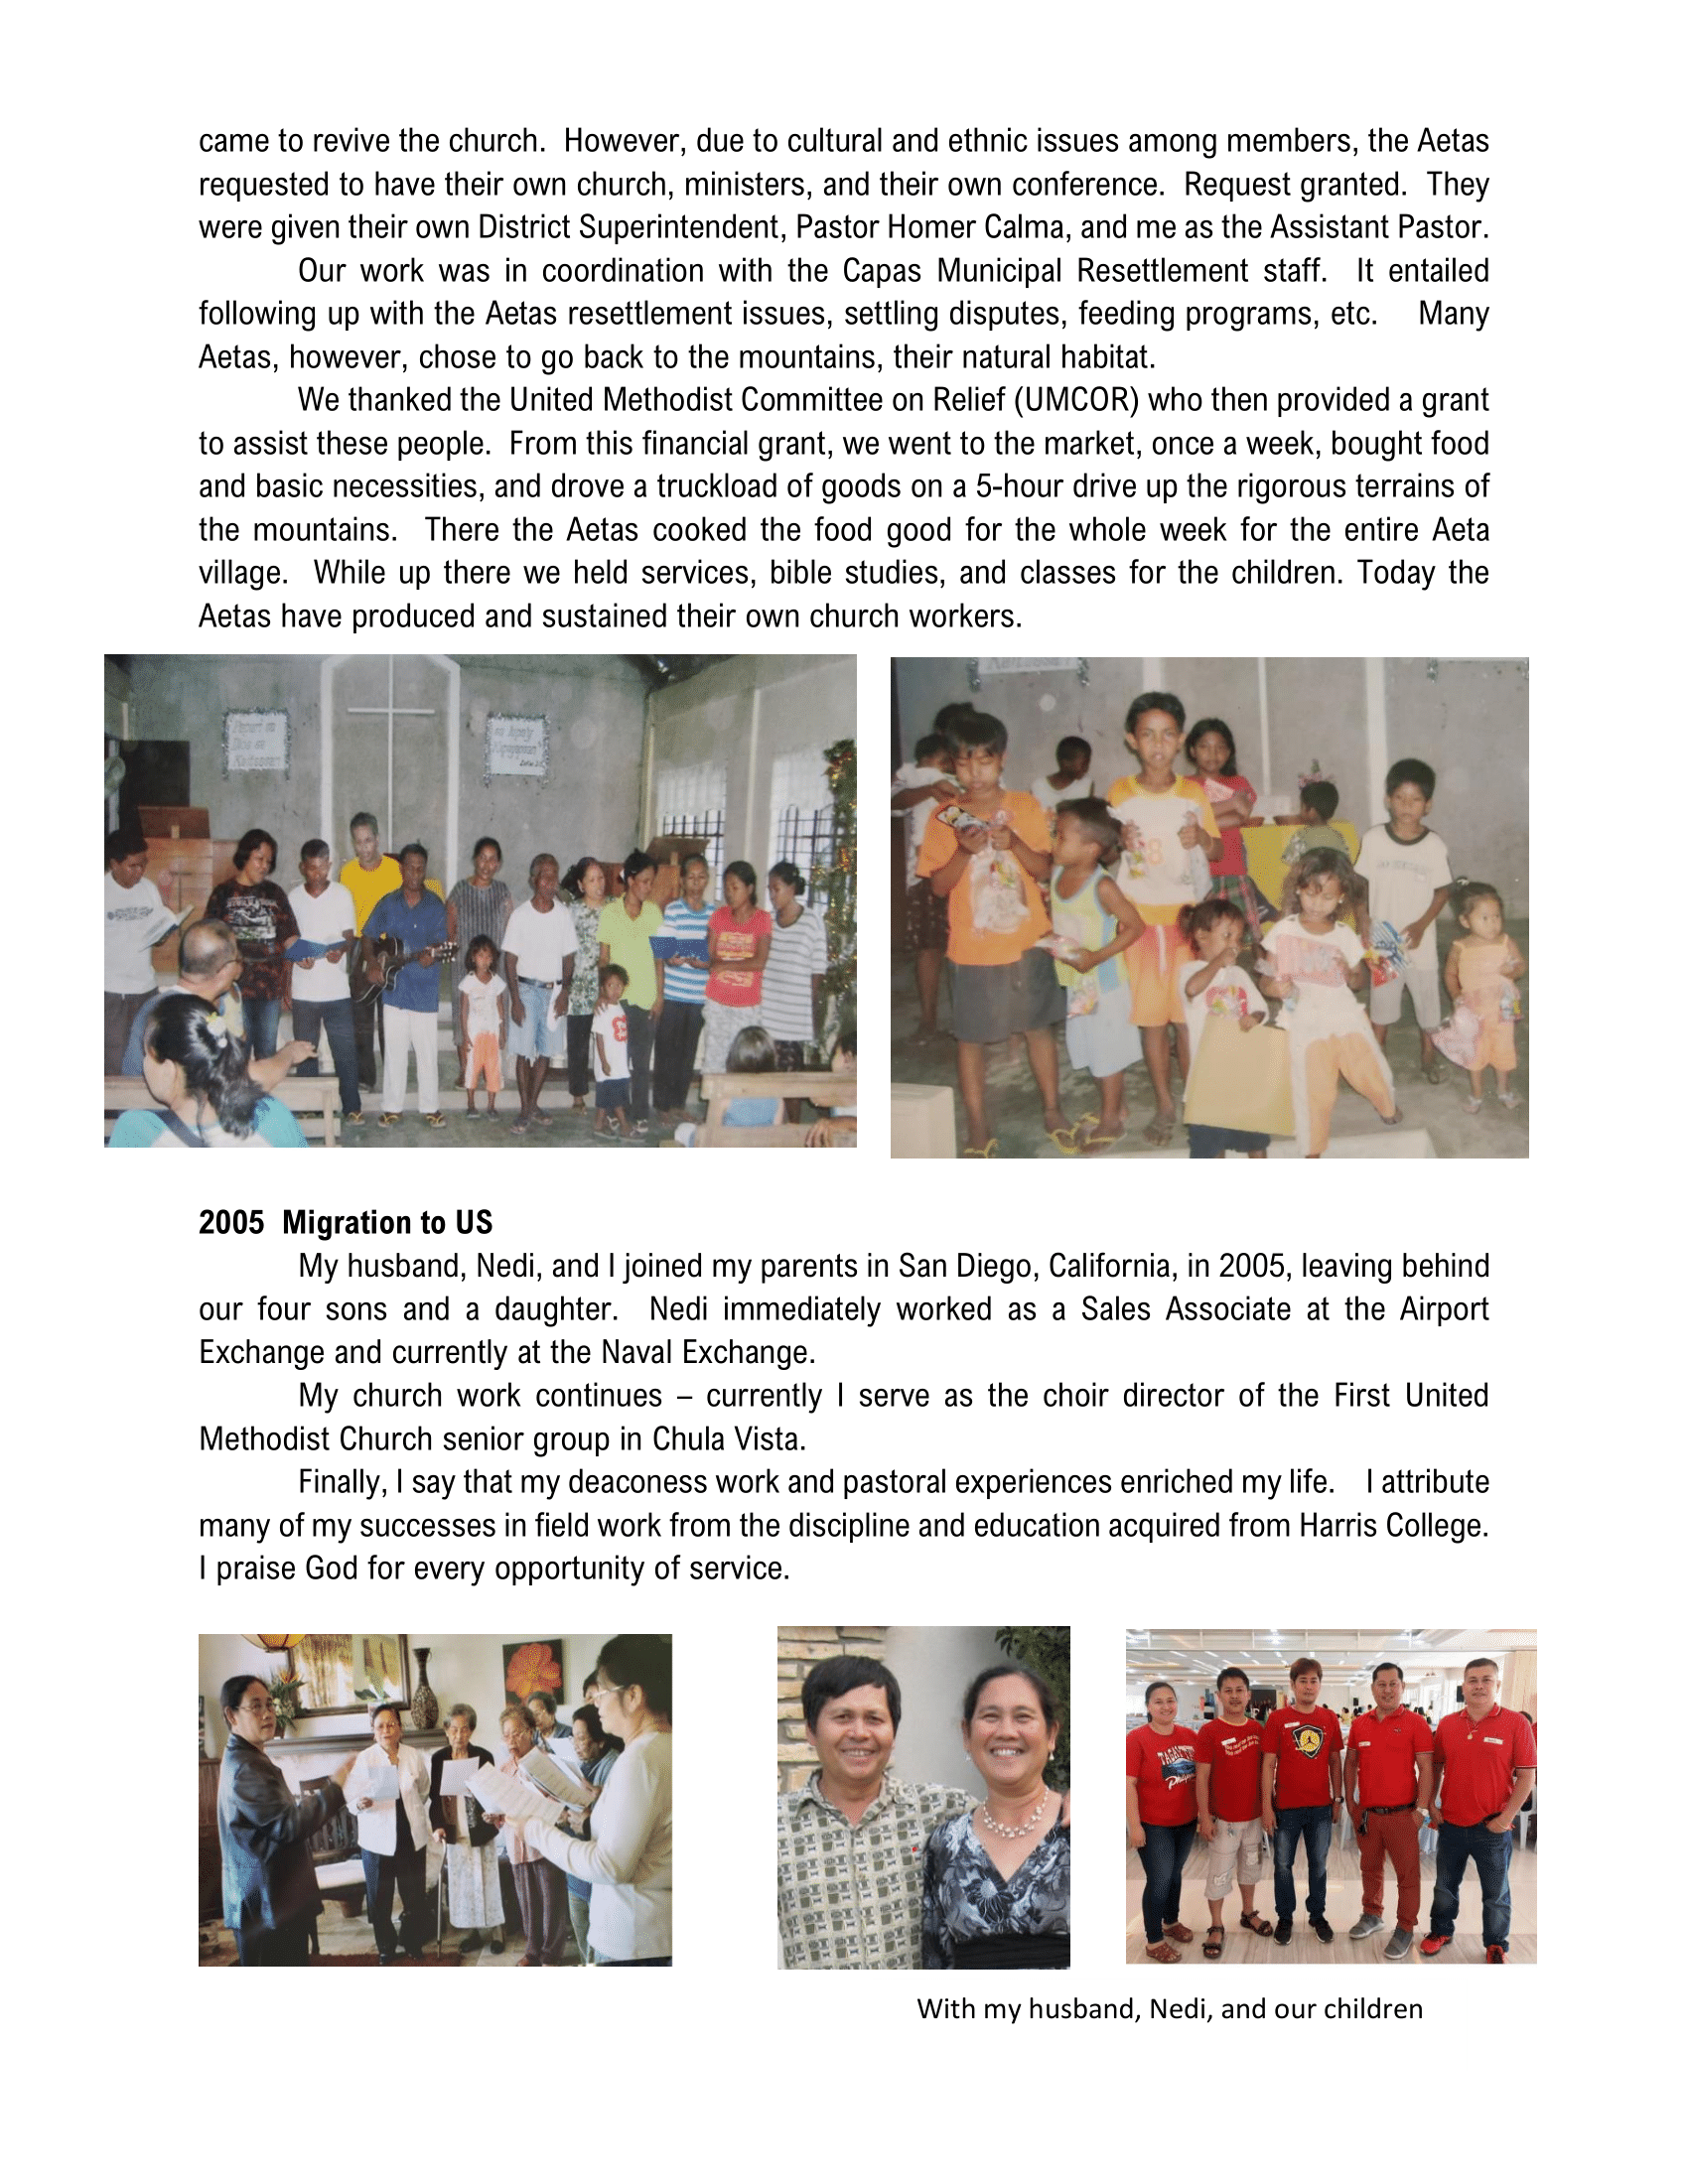 came to revive the church.  However, due to cultural and ethnic issues among members, the Aetas
requested to have their own church, ministers, and their own conference.  Request granted.  They
were given their own District Superintendent, Pastor Homer Calma, and me as the Assistant Pastor.
Our work was in coordination with the Capas Municipal Resettlement staff.  It entailed
following up with the Aetas resettlement issues, settling disputes, feeding programs, etc.  Many
Aetas, however, chose to go back to the mountains, their natural habitat.
We thanked the United Methodist Committee on Relief (UMCOR) who then provided a grant
to assist these people.  From this financial grant, we went to the market, once a week, bought food
and basic necessities, and drove a truckload of goods on a 5-hour drive up the rigorous terrains of
the mountains.  There the Aetas cooked the food good for the whole week for the entire Aeta
village.  While up there we held services, bible studies, and classes for the children. Today the
Aetas have produced and sustained their own church workers.
2005  Migration to US
My husband, Nedi, and I joined my parents in San Diego, California, in 2005, leaving behind
our four sons and a daughter.  Nedi immediately worked as a Sales Associate at the Airport
Exchange and currently at the Naval Exchange.
My church work continues – currently I serve as the choir director of the First United
Methodist Church senior group in Chula Vista.
Finally, I say that my deaconess work and pastoral experiences enriched my life.  I attribute
many of my successes in field work from the discipline and education acquired from Harris College.
I praise God for every opportunity of service.
With my husband, Nedi, and our children